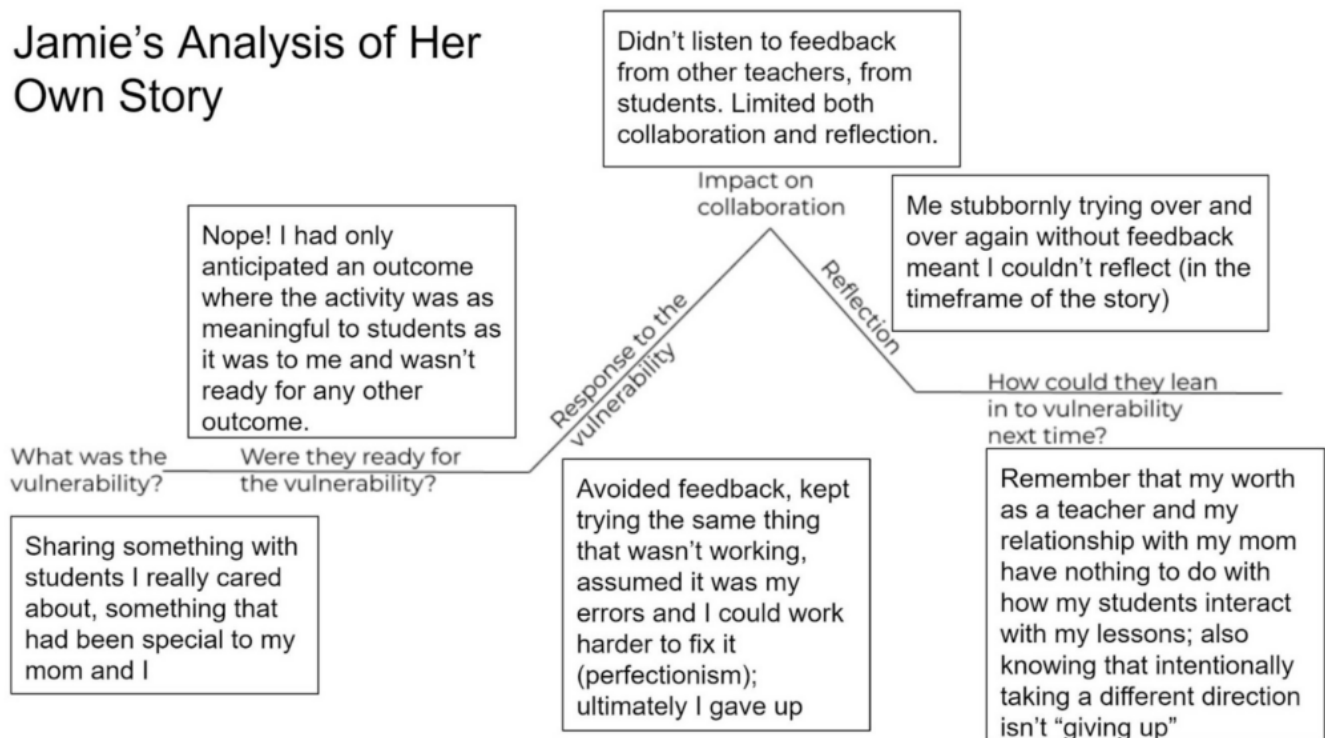 Jamie's Analysis of Her
Own Story
What was the
vulnerability?
Sharing something with
students I really cared
about, something that
had been special to my
mom and I
Were they ready for
the vulnerability?
Nope! I had only
anticipated an outcome
where the activity was as
meaningful to students as
it was to me and wasn't
ready for any other
outcome.
Response to the
vulnerability
Avoided feedback, kept
trying the same thing
that wasn't working,
assumed it was my
errors and I could work
harder to fix it
(perfectionism);
ultimately I gave up
Impact on
collaboration
Didn't listen to feedback
from other teachers, from
students. Limited both
collaboration and reflection.
Reflection
Me stubbornly trying over and
over again without feedback
meant I couldn't reflect (in the
timeframe of the story)
How could they lean
in to vulnerability
next time?
Remember that my worth
as a teacher and my
relationship with my mom
have nothing to do with
how my students interact
with my lessons; also
knowing that intentionally
taking a different direction
isn't "giving up"